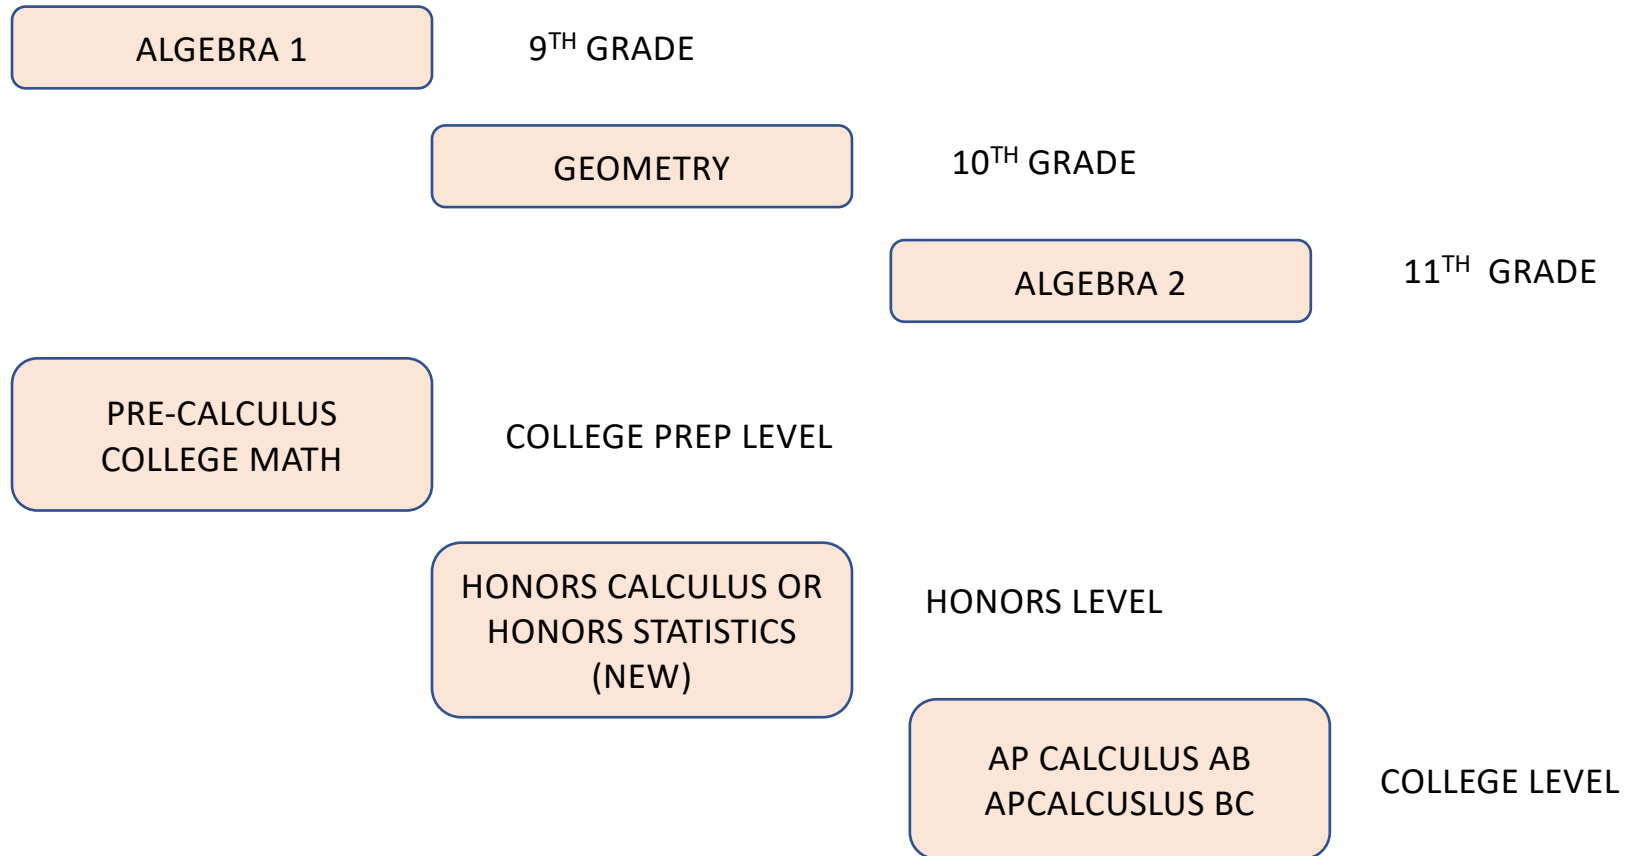 ALGEBRA 1
9TH GRADE
GEOMETRY
10TH GRADE
ALGEBRA 2
11TH GRADE
PRE-CALCULUS
COLLEGE MATH
COLLEGE PREP LEVEL
HONORS CALCULUS OR
HONORS STATISTICS
(NEW)
HONORS LEVEL
AP CALCULUS AB
APCALCUSLUS BC
COLLEGE LEVEL